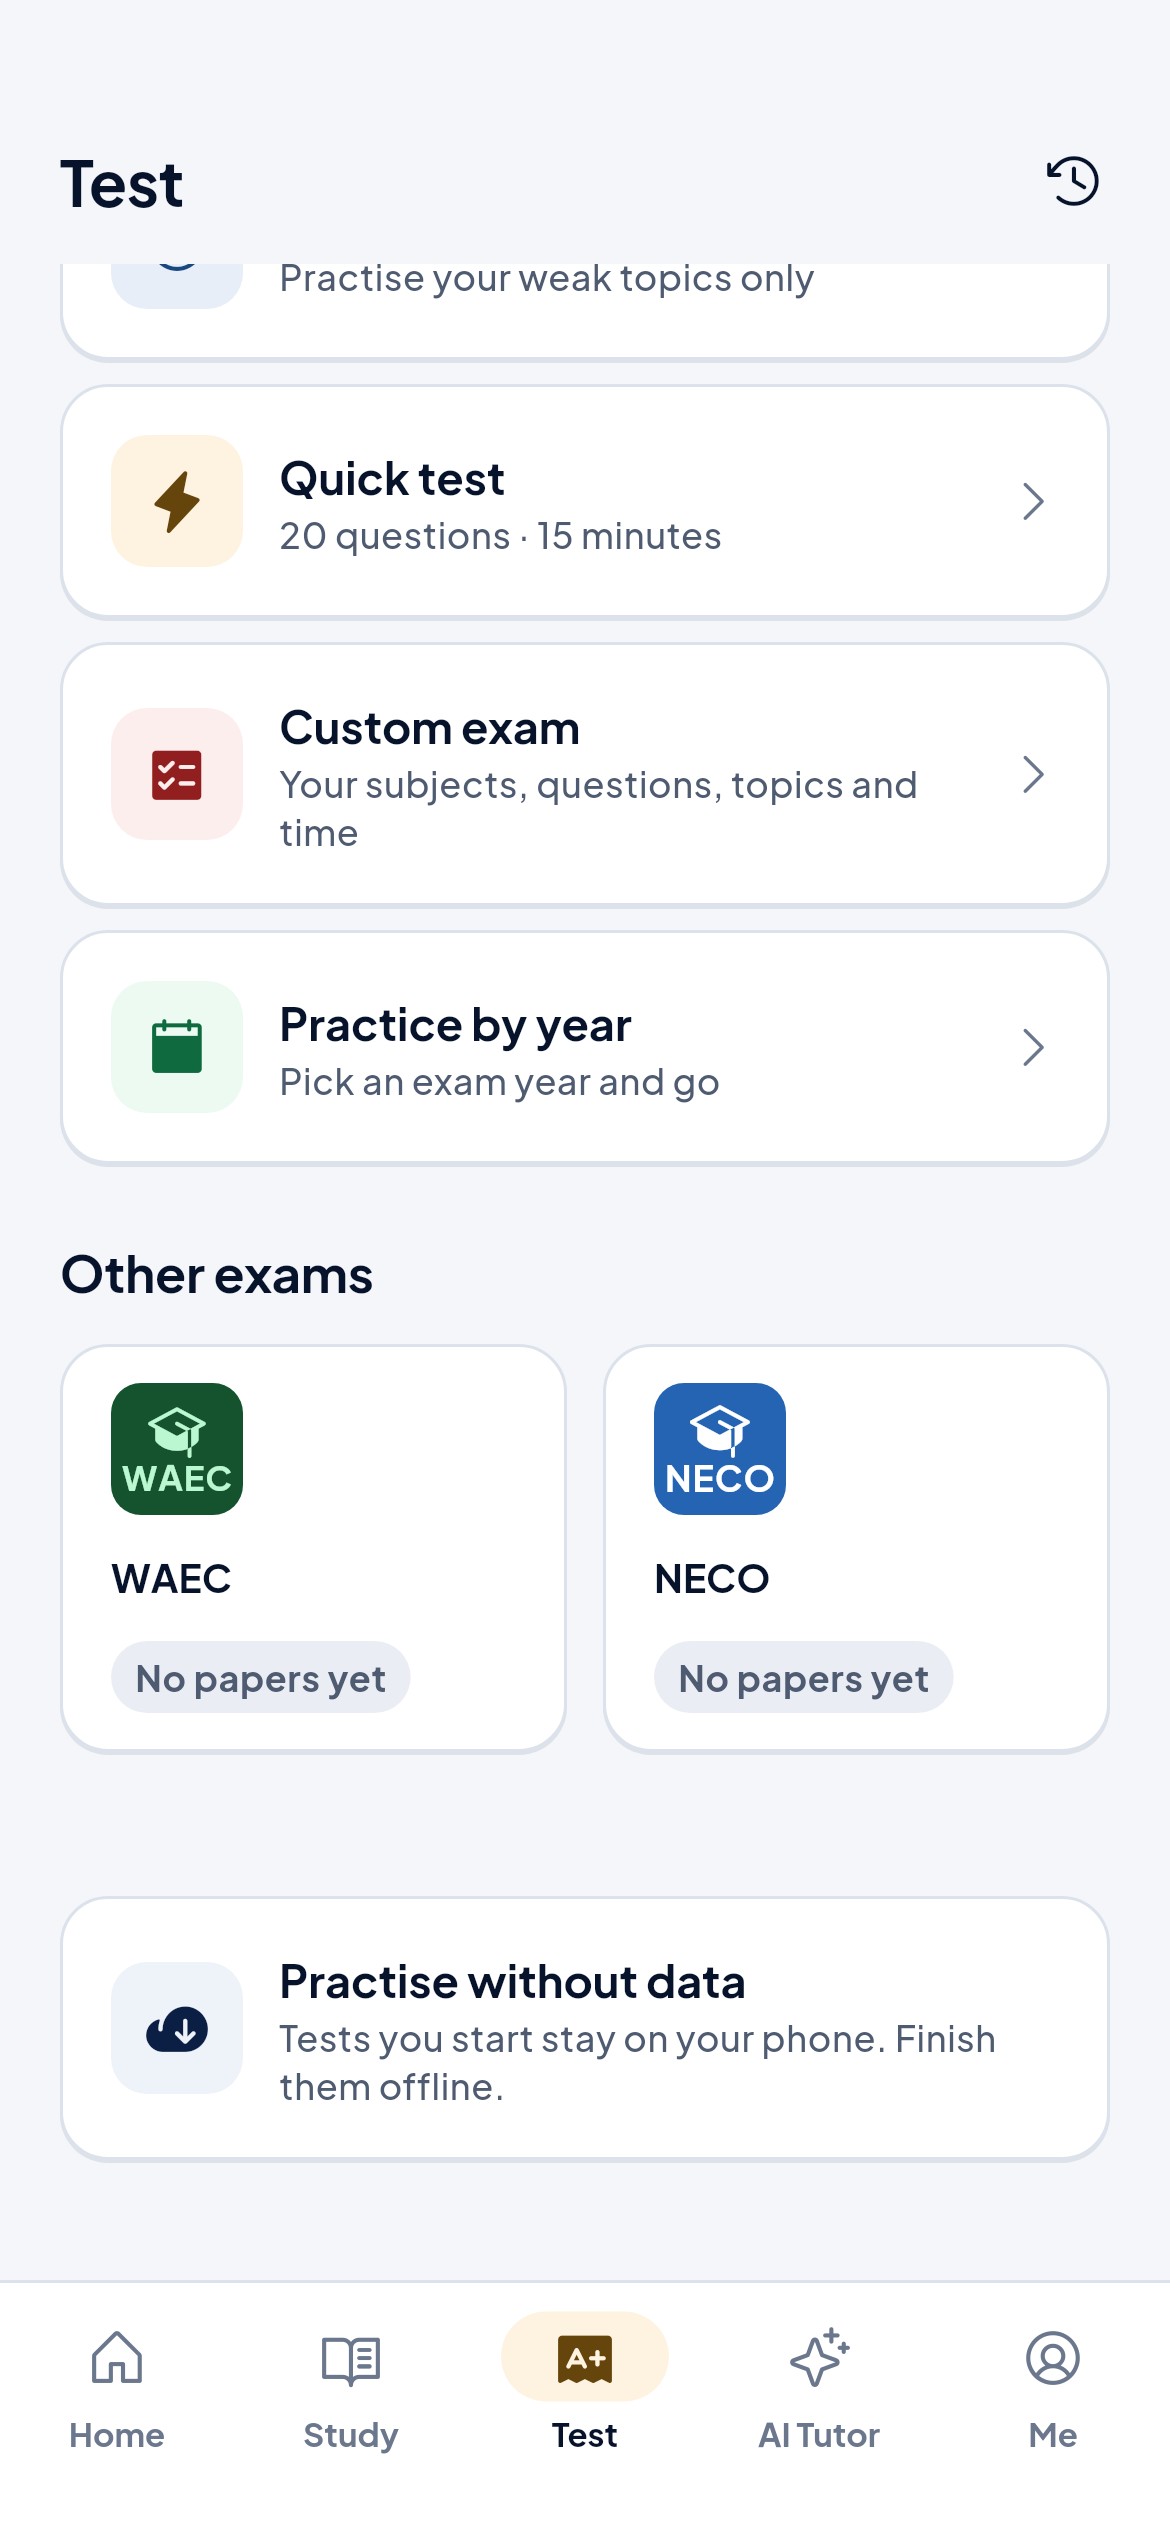 Test
Practise your weak topics only
Quick test
20 questions · 15 minutes
Custom exam
Your subjects, questions, topics and
time
Practice by year
Pick an exam year and go
Other exams
WAEC
WAEC
No papers yet
NECO
NECO
No papers yet
Practise without data
Tests you start stay on your phone. Finish
them offline.
A+
Home
Study
Test
AI Tutor
Me